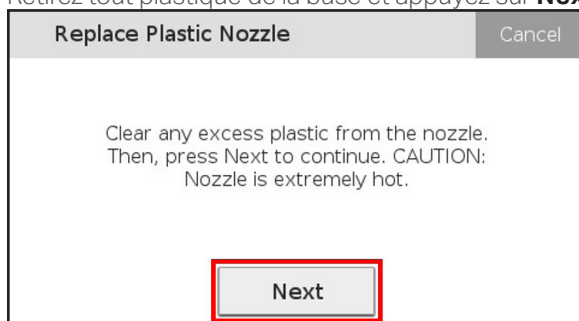 Retirez tout plastique de la base et appuyez sur
Replace Plastic Nozzle
Cancel
Clear any excess plastic from the nozzle.
Then, press Next to continue. CAUTION:
Nozzle is extremely hot.
Next